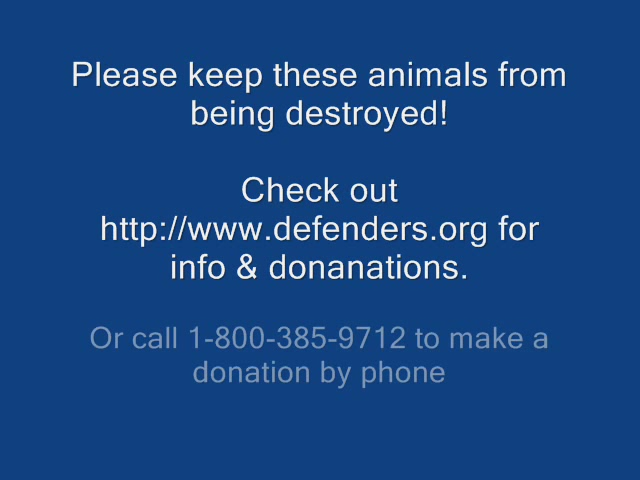 Please keep these animals from
being destroyed!
Check out
http://www.defenders.org for
info & donanations.
Or call 1-800-385-9712 to make a
donation by phone